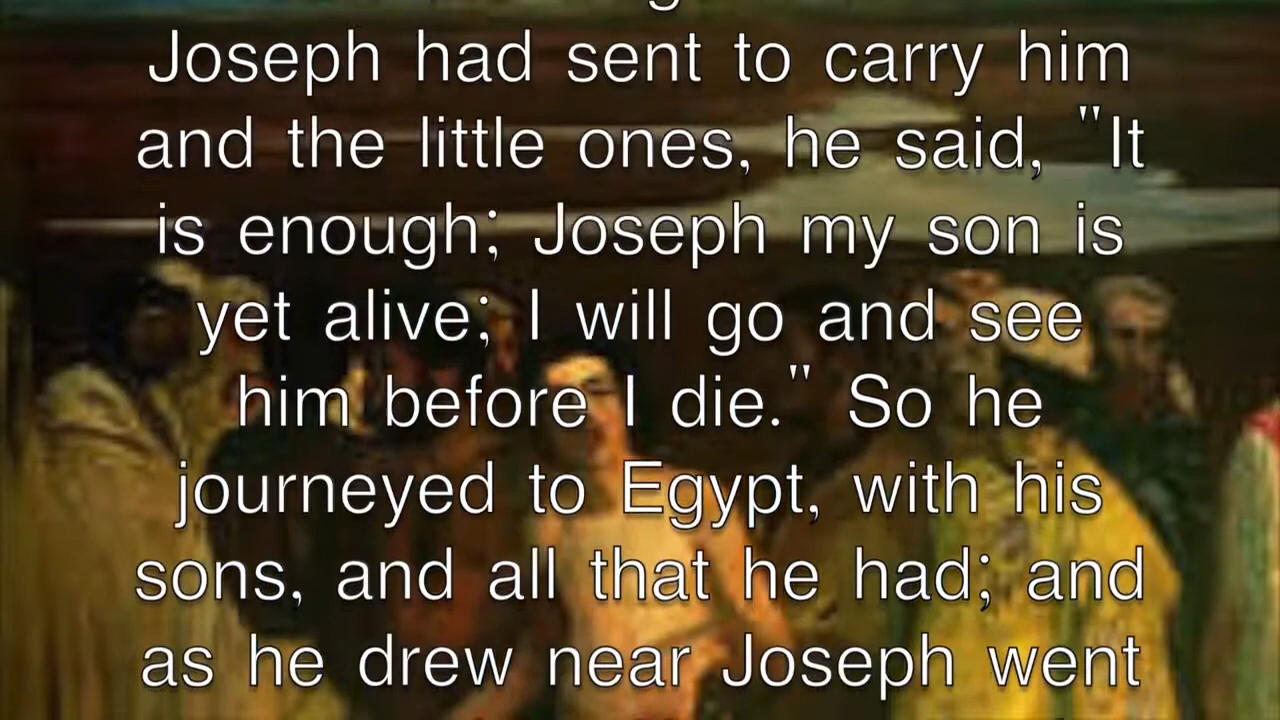 Joseph had sent to carry him
and the little ones, he said, "It
is enough; Joseph my son is
yet alive; I will go and see
him before I die." So he
journeyed to Egypt, with his
sons, and all that he had; and
as he drew near Joseph went